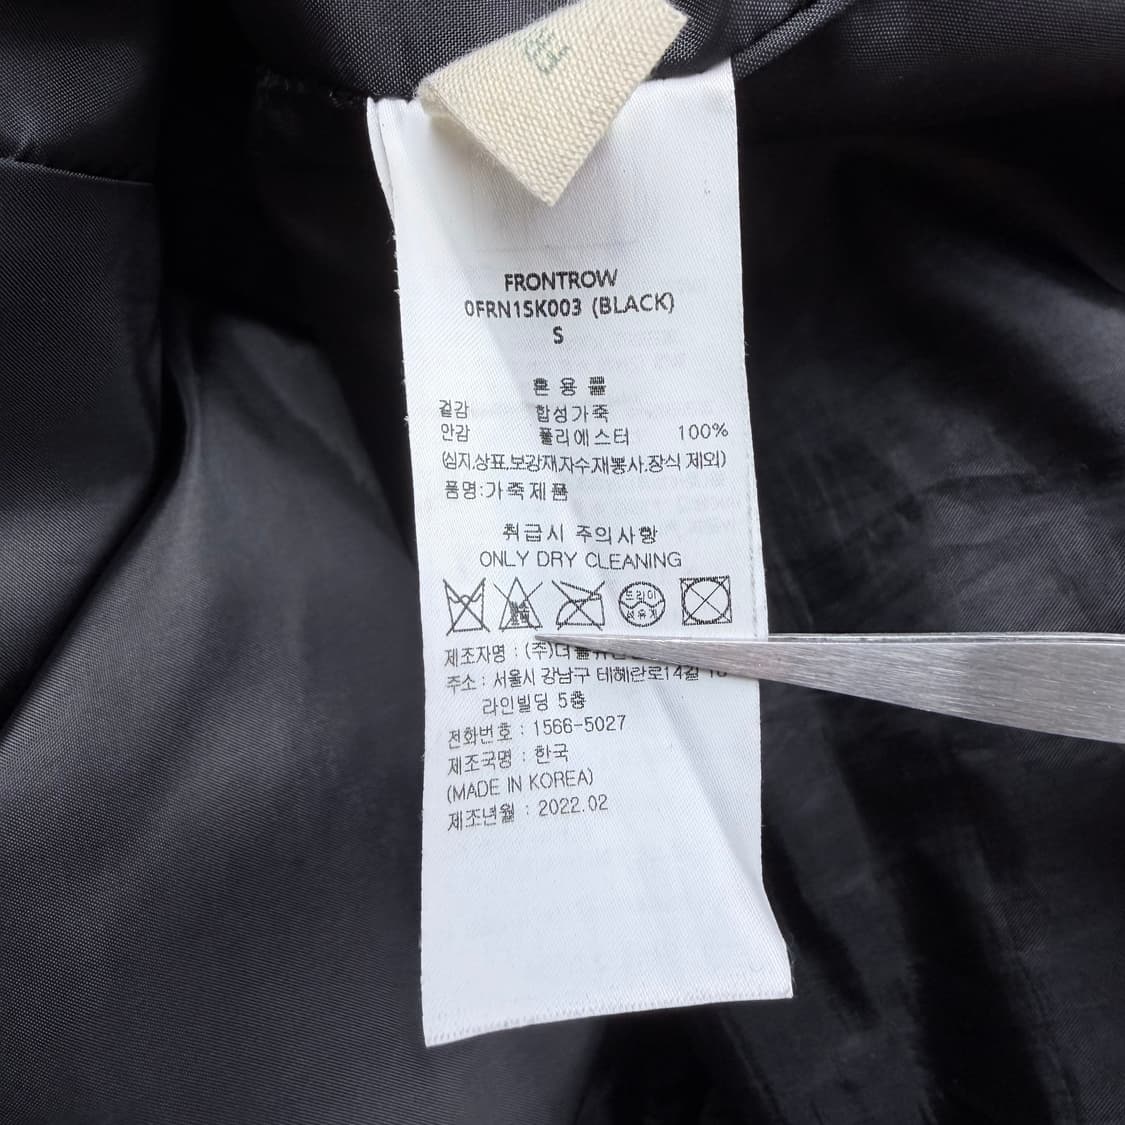 FRONTROW
0FRN1SK003 (BLACK)
S
혼용률
겉감 합성가죽
안감 폴리에스터 100%
(심지,상표,보강재,자수,재봉사,장식 제외)
품명:가죽제품
취급시 주의사항
ONLY DRY CLEANING
드라이
석유계
제조자명 : (주)더
주소 : 서울시 강남구 테헤란로14길
라인빌딩 5층
전화번호 : 1566-5027
제조국명 : 한국
(MADE IN KOREA)
제조년월 : 2022.02